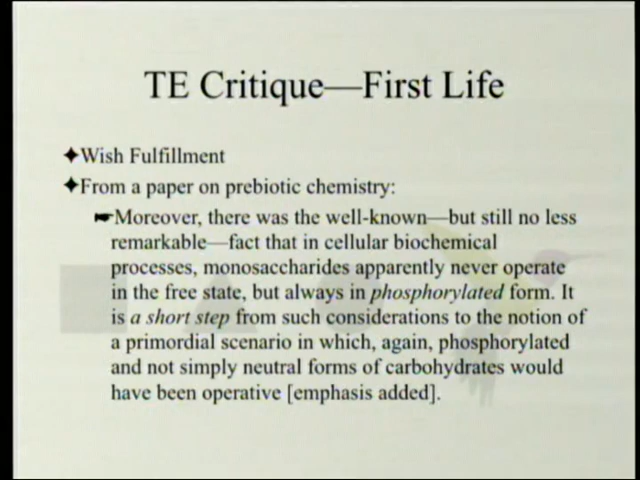 TE Critique—First Life
✦Wish Fulfillment
✦From a paper on prebiotic chemistry:
☛Moreover, there was the well-known—but still no less
remarkable—fact that in cellular biochemical
processes, monosaccharides apparently never operate
in the free state, but always in phosphorylated form. It
is a short step from such considerations to the notion of
a primordial scenario in which, again, phosphorylated
and not simply neutral forms of carbohydrates would
have been operative [emphasis added].